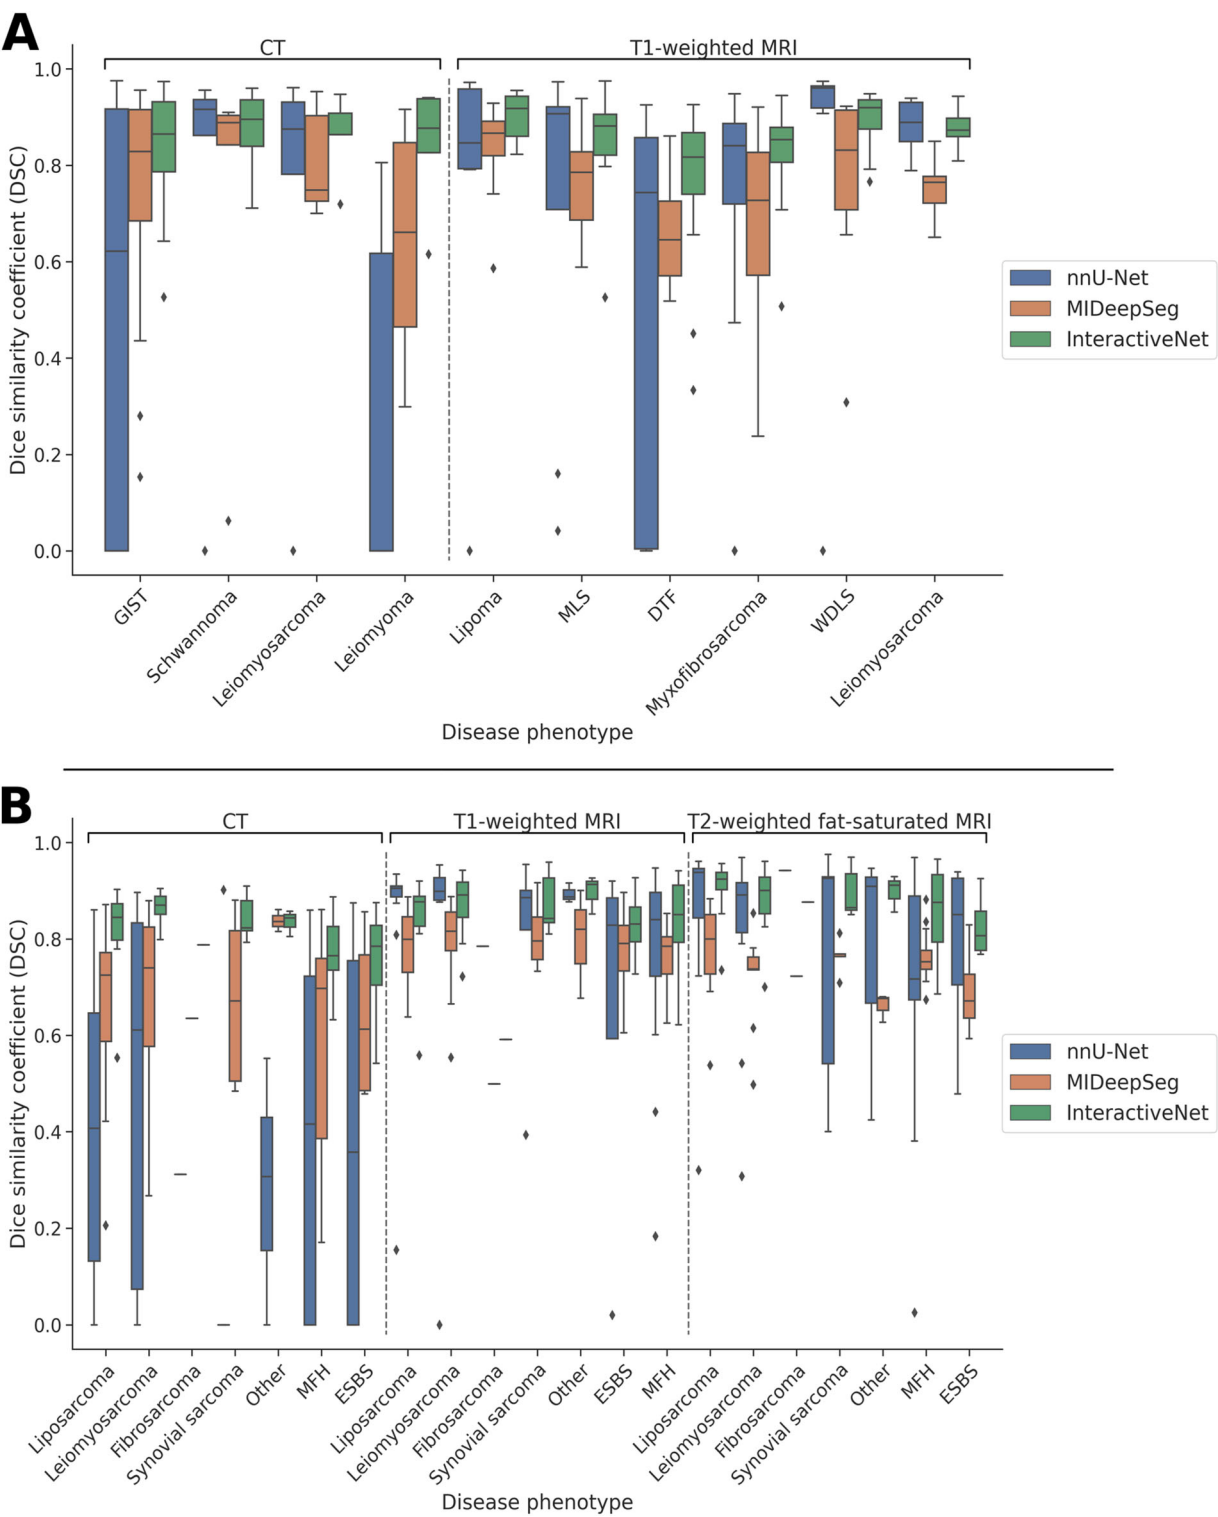 A
CT
T1-weighted MRI
1.0
0.8
0.6
0.4
0.2
0.0
Dice similarity coefficient (DSC)
GIST
Schwannoma
Leiomyosarcoma
Leiomyoma
Lipoma
MLS
DTF
Myxofibrosarcoma
WDLS
Leiomyosarcoma
Disease phenotype
nnU-Net
MIDeepSeg
InteractiveNet
B
CT
T1-weighted MRI
T2-weighted fat-saturated MRI
1.0
0.8
0.6
0.4
0.2
0.0
Dice similarity coefficient (DSC)
Liposarcoma
Leiomyosarcoma
Fibrosarcoma
Synovial sarcoma
Other
MFH
ESBS
Liposarcoma
Leiomyosarcoma
Fibrosarcoma
Synovial sarcoma
Other
ESBS
MFH
Liposarcoma
Leiomyosarcoma
Fibrosarcoma
Synovial sarcoma
Other
MFH
ESBS
Disease phenotype
nnU-Net
MIDeepSeg
InteractiveNet